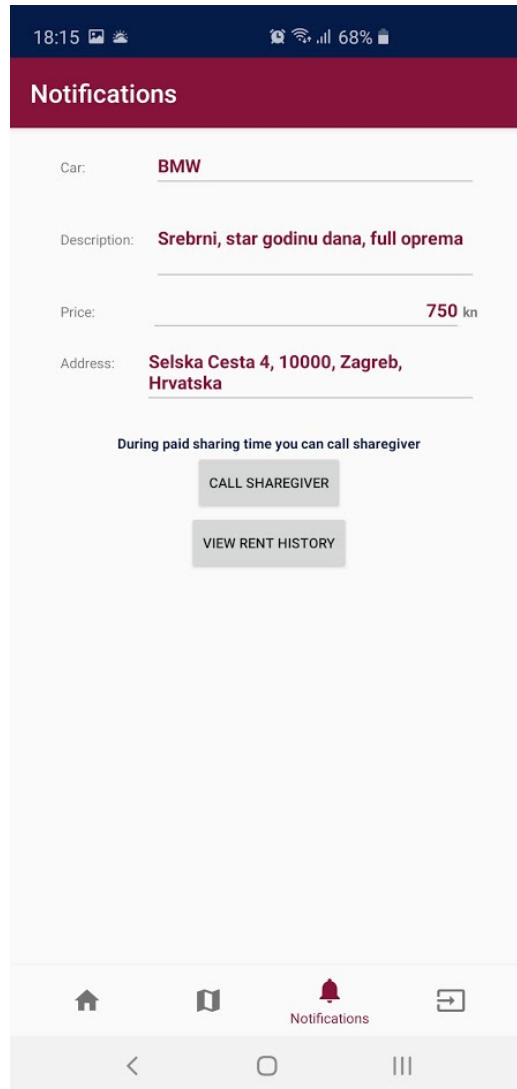 18:15 68%
Notifications
Car: BMW
Description: Srebrni, star godinu dana, full oprema
Price: 750 kn
Address: Selska Cesta 4, 10000, Zagreb,
Hrvatska
During paid sharing time you can call sharegiver
CALL SHAREGIVER
VIEW RENT HISTORY
Notifications